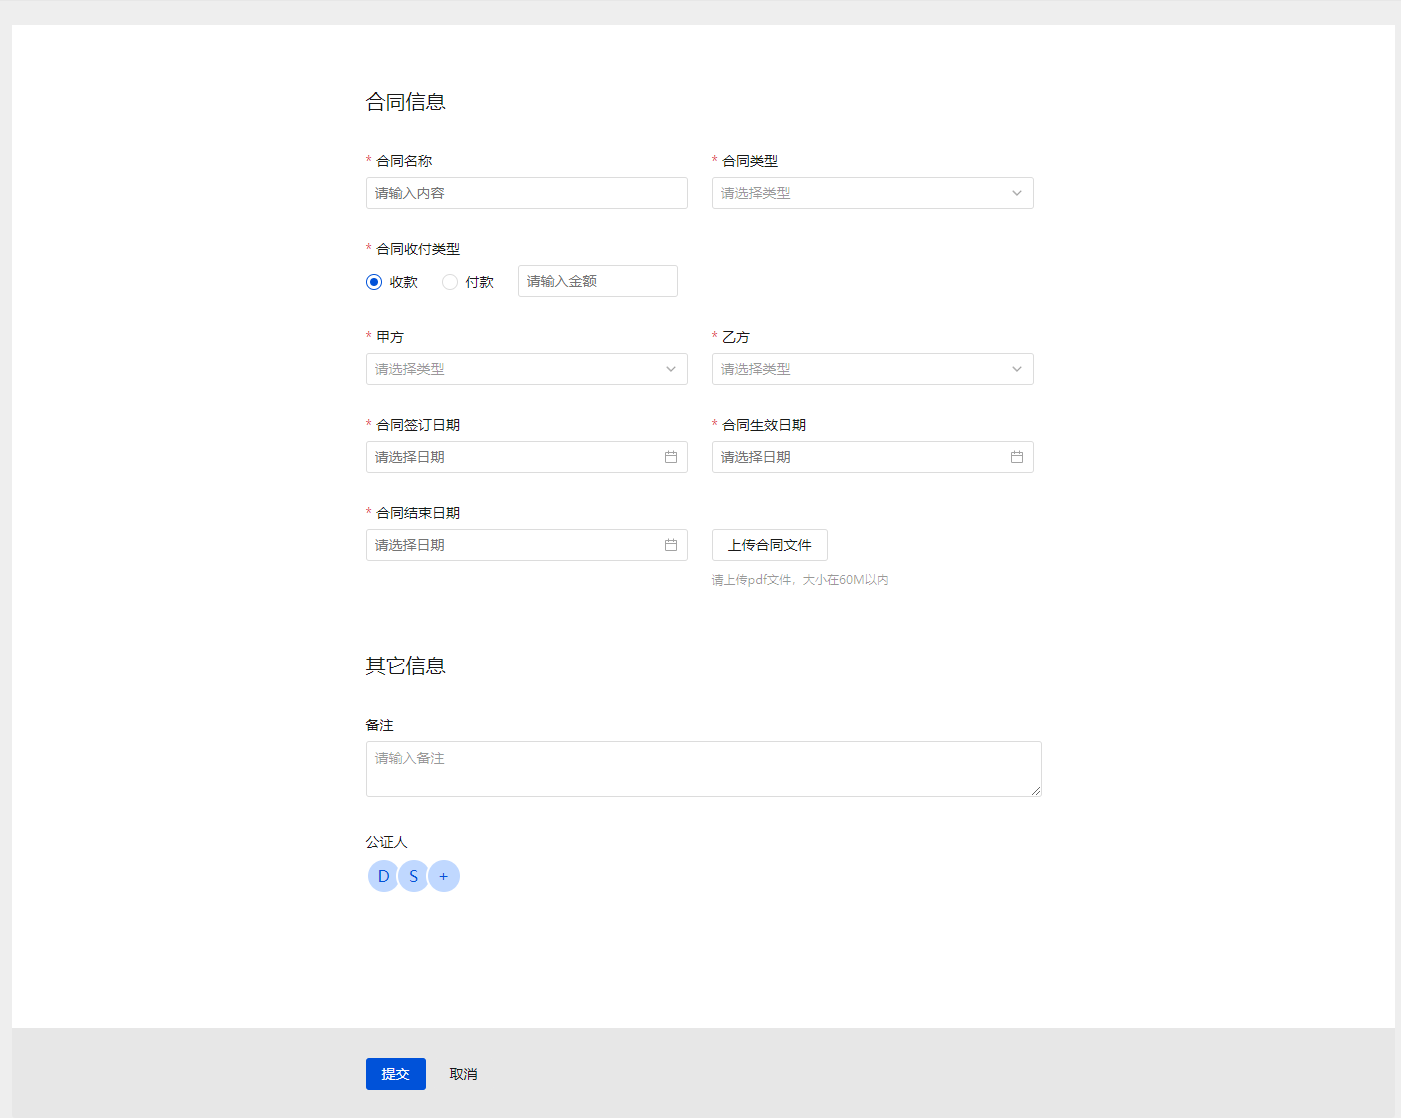 合同信息
* 合同名称 * 合同类型
请输入内容 请选择类型
* 合同收付类型
收款 付款 请输入金额
* 甲方 * 乙方
请选择类型 请选择类型
* 合同签订日期 * 合同生效日期
请选择日期 请选择日期
* 合同结束日期
请选择日期 上传合同文件
请上传pdf文件，大小在60M以内
其它信息
备注
请输入备注
公证人
D S +
提交 取消